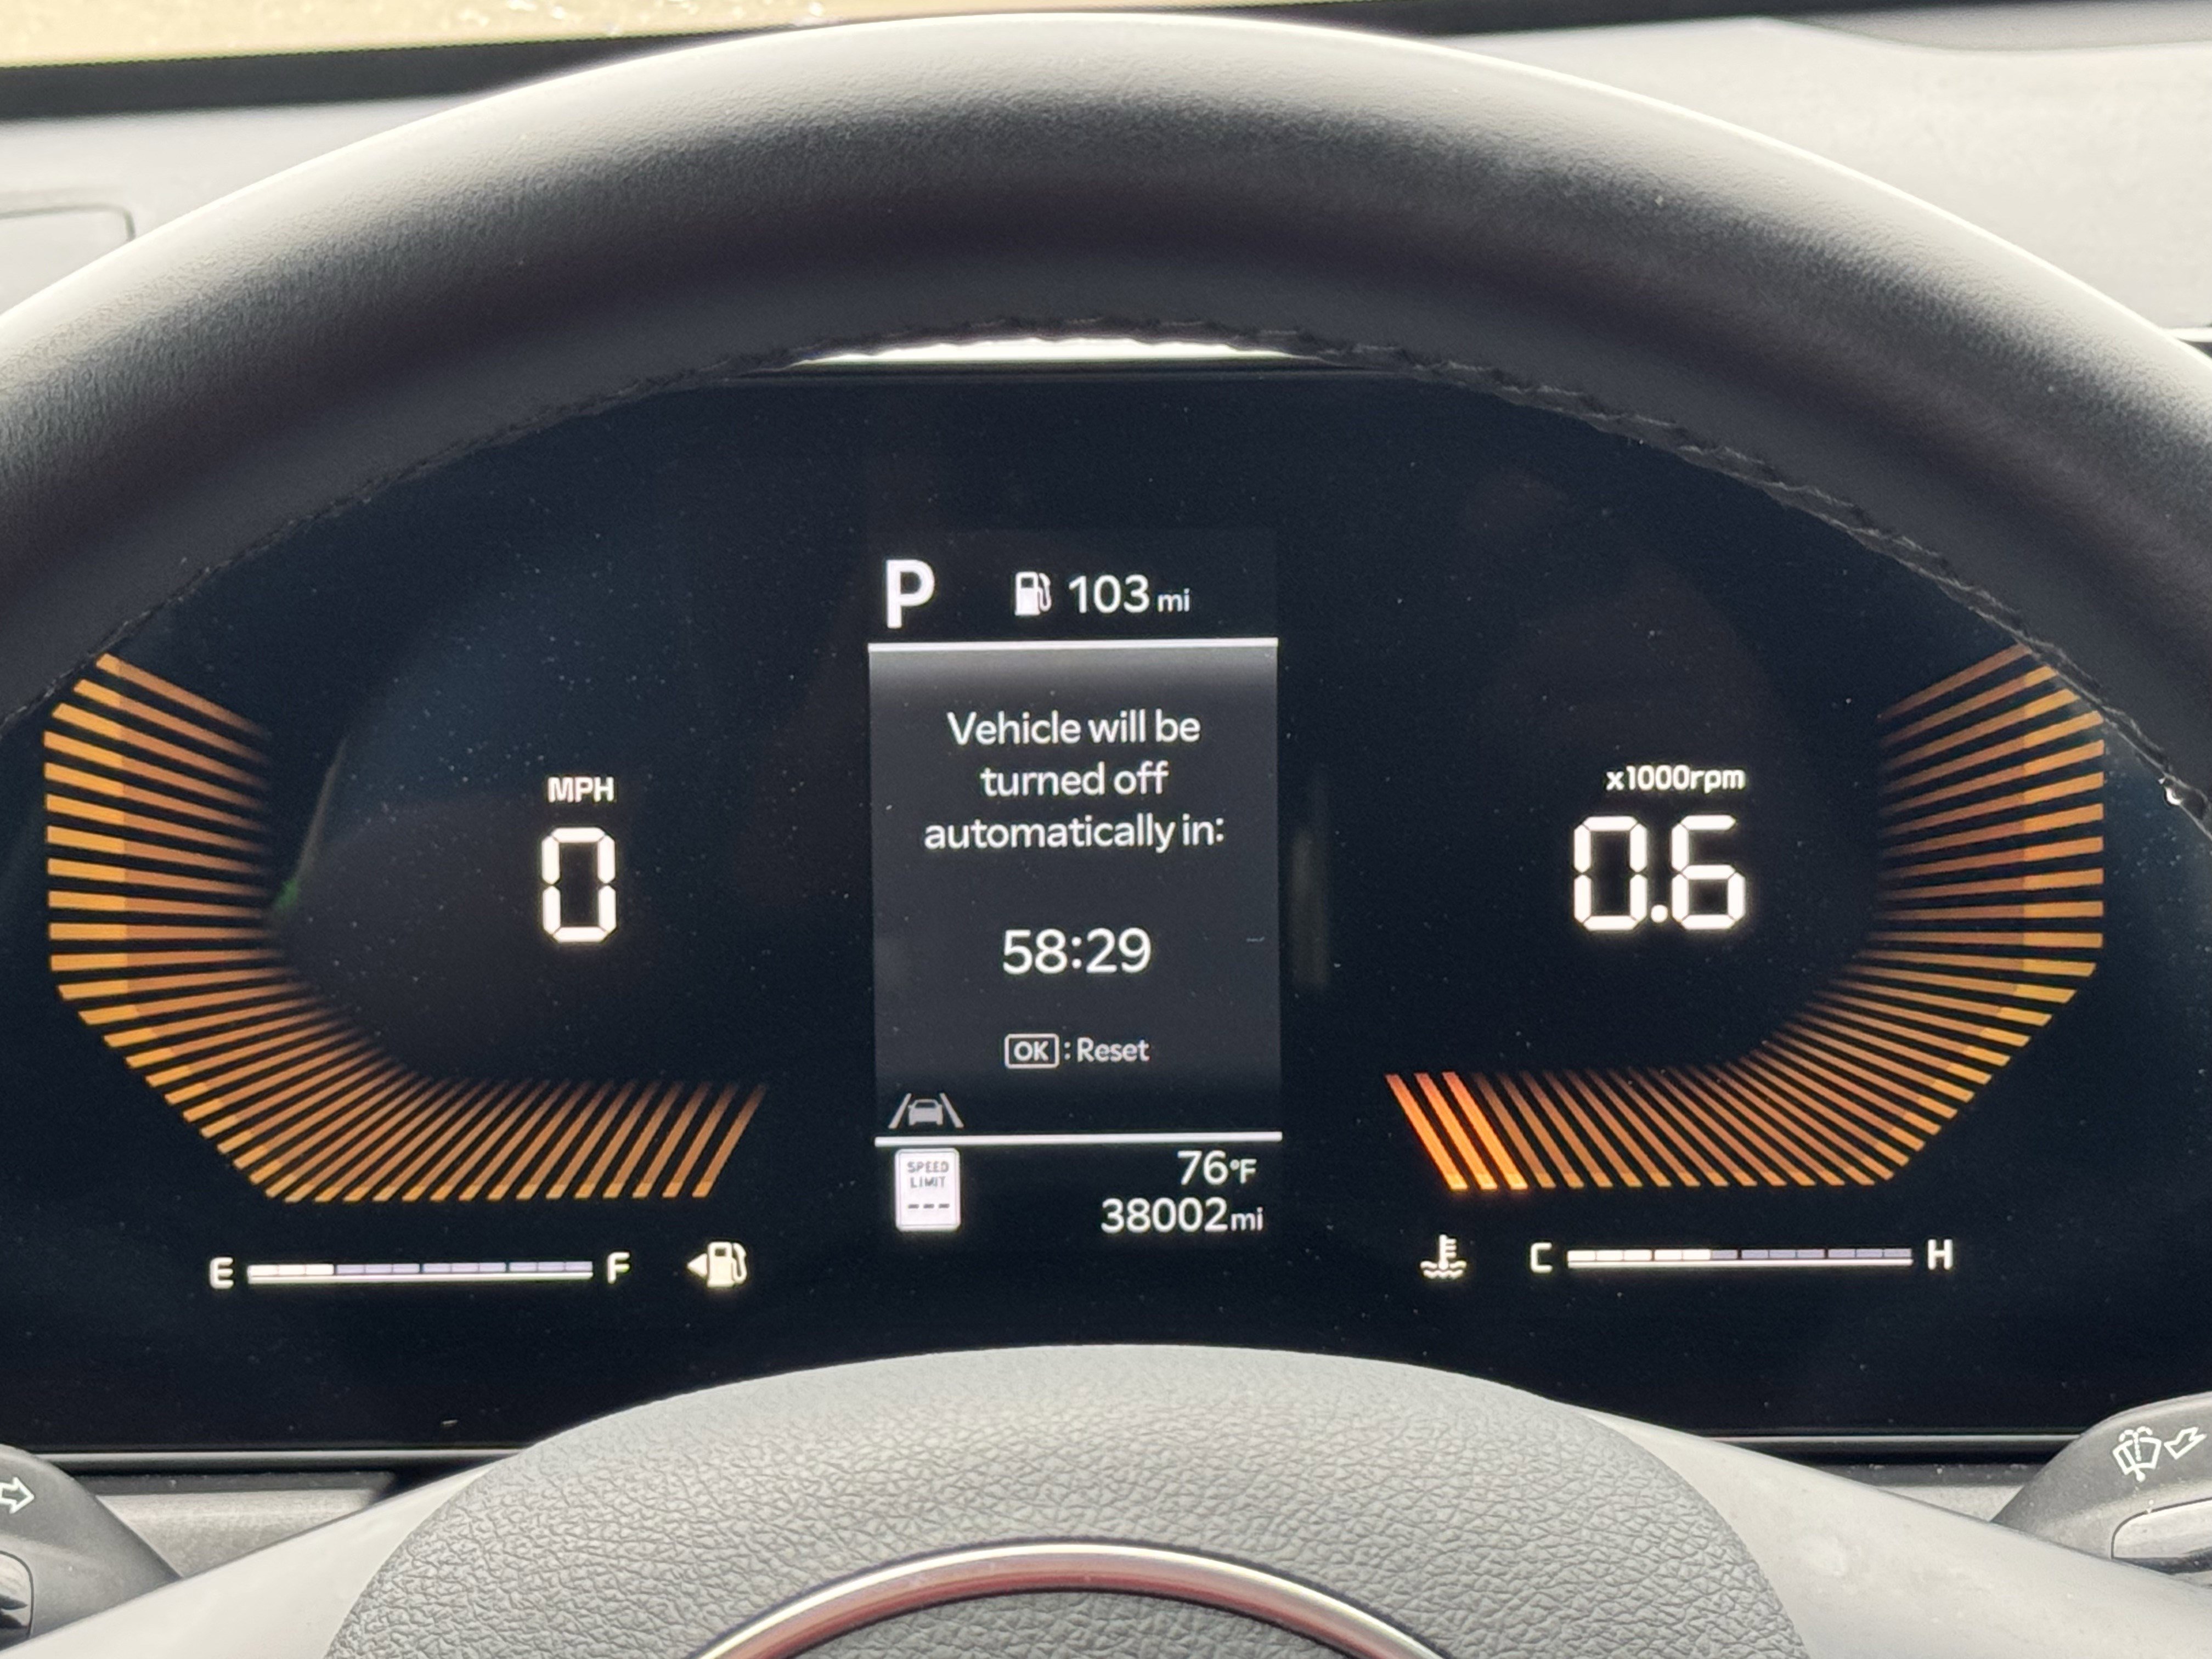 P 103 mi
Vehicle will be
turned off
automatically in:
58:29
OK : Reset
MPH
0
x1000rpm
0.6
SPEED
LIMIT
---
76°F
38002mi
E F
C H